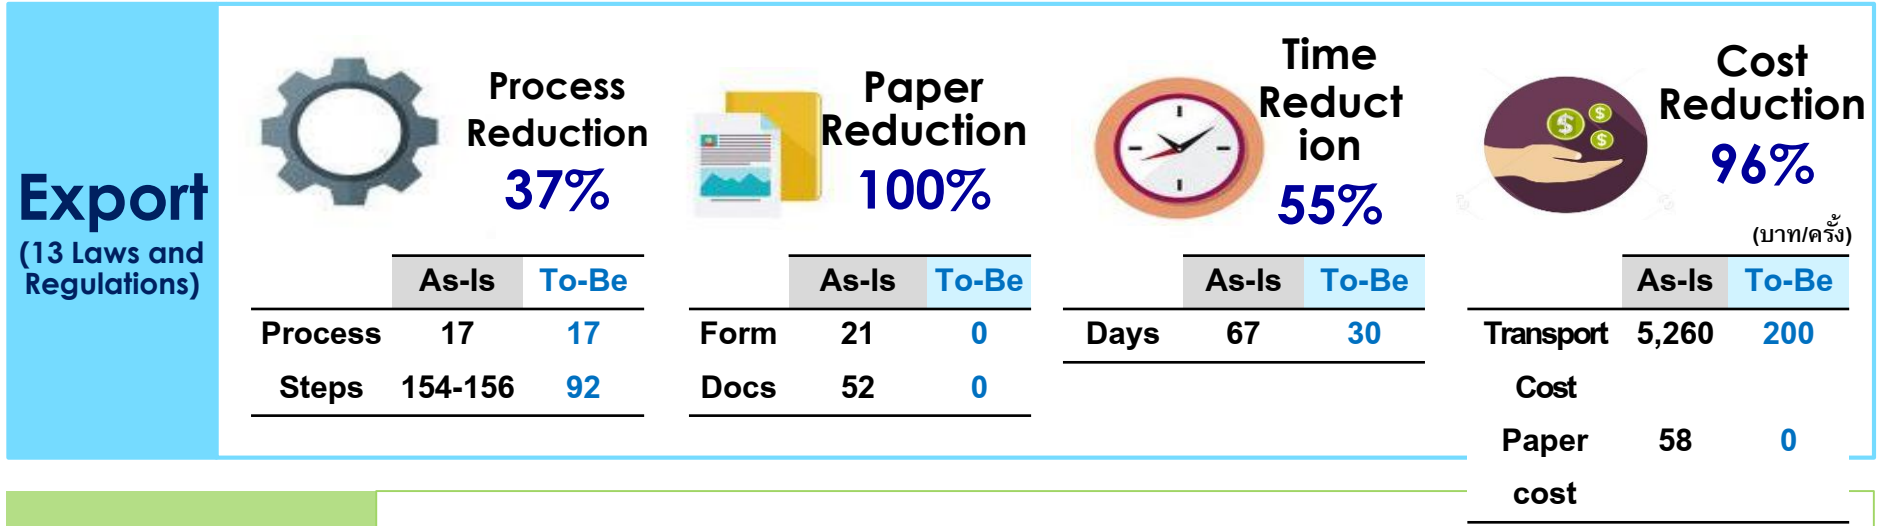 Export
(13 Laws and
Regulations)
Process
Reduction
37%
As-Is To-Be
Process 17 17
Steps 154-156 92
Paper
Reduction
100%
As-Is To-Be
Form 21 0
Docs 52 0
Time
Reduct
ion
55%
As-Is To-Be
Days 67 30
$ $ $
Cost
Reduction
96%
(บาท/ครั้ง)
As-Is To-Be
Transport 5,260 200
Cost
Paper 58 0
cost